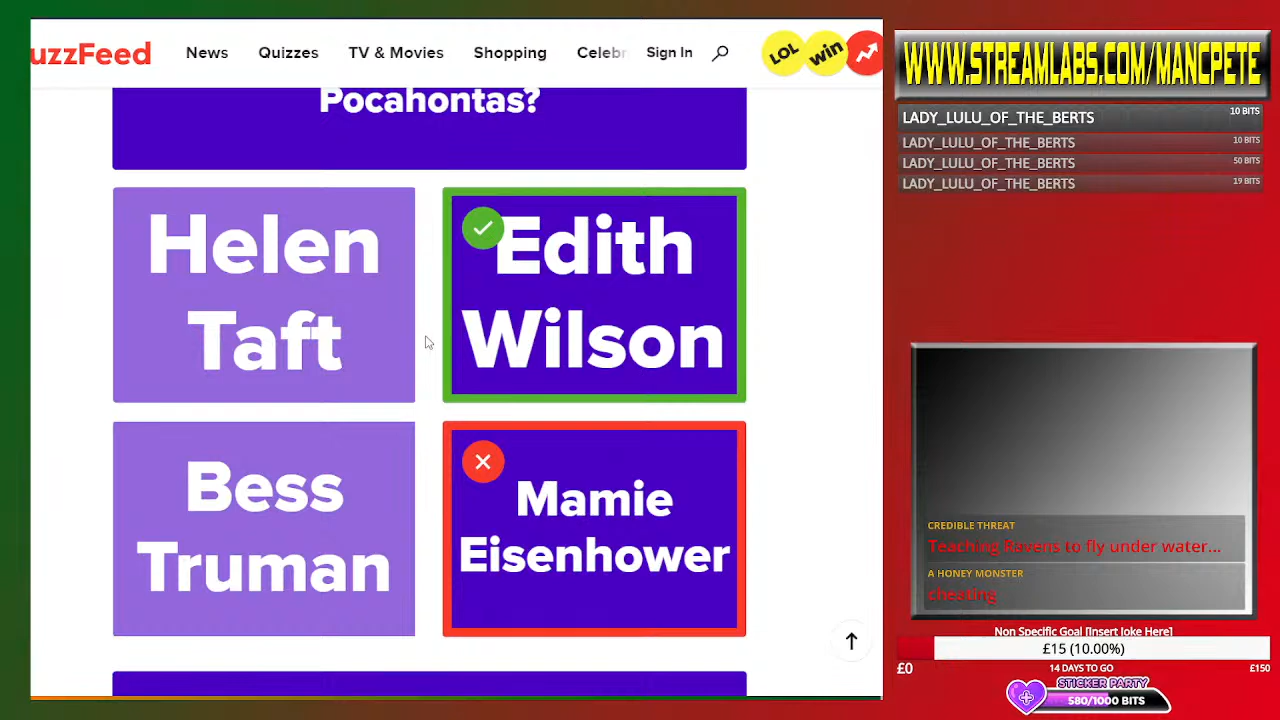 uzzFeed
News
Quizzes
TV & Movies
Shopping
Celebr
Sign In
LOL
win
Pocahontas?
Helen
Taft
Edith
Wilson
Bess
Truman
Mamie
Eisenhower
WWW.STREAMLABS.COM/MANCPETE
LADY_LULU_OF_THE_BERTS 10 BITS
LADY_LULU_OF_THE_BERTS 10 BITS
LADY_LULU_OF_THE_BERTS 50 BITS
LADY_LULU_OF_THE_BERTS 19 BITS
CREDIBLE THREAT
Teaching Ravens to fly under water...
A HONEY MONSTER
cheating
Non Specific Goal [Insert Joke Here]
£15 (10.00%)
£0 14 DAYS TO GO £150
STICKER PARTY
580/1000 BITS